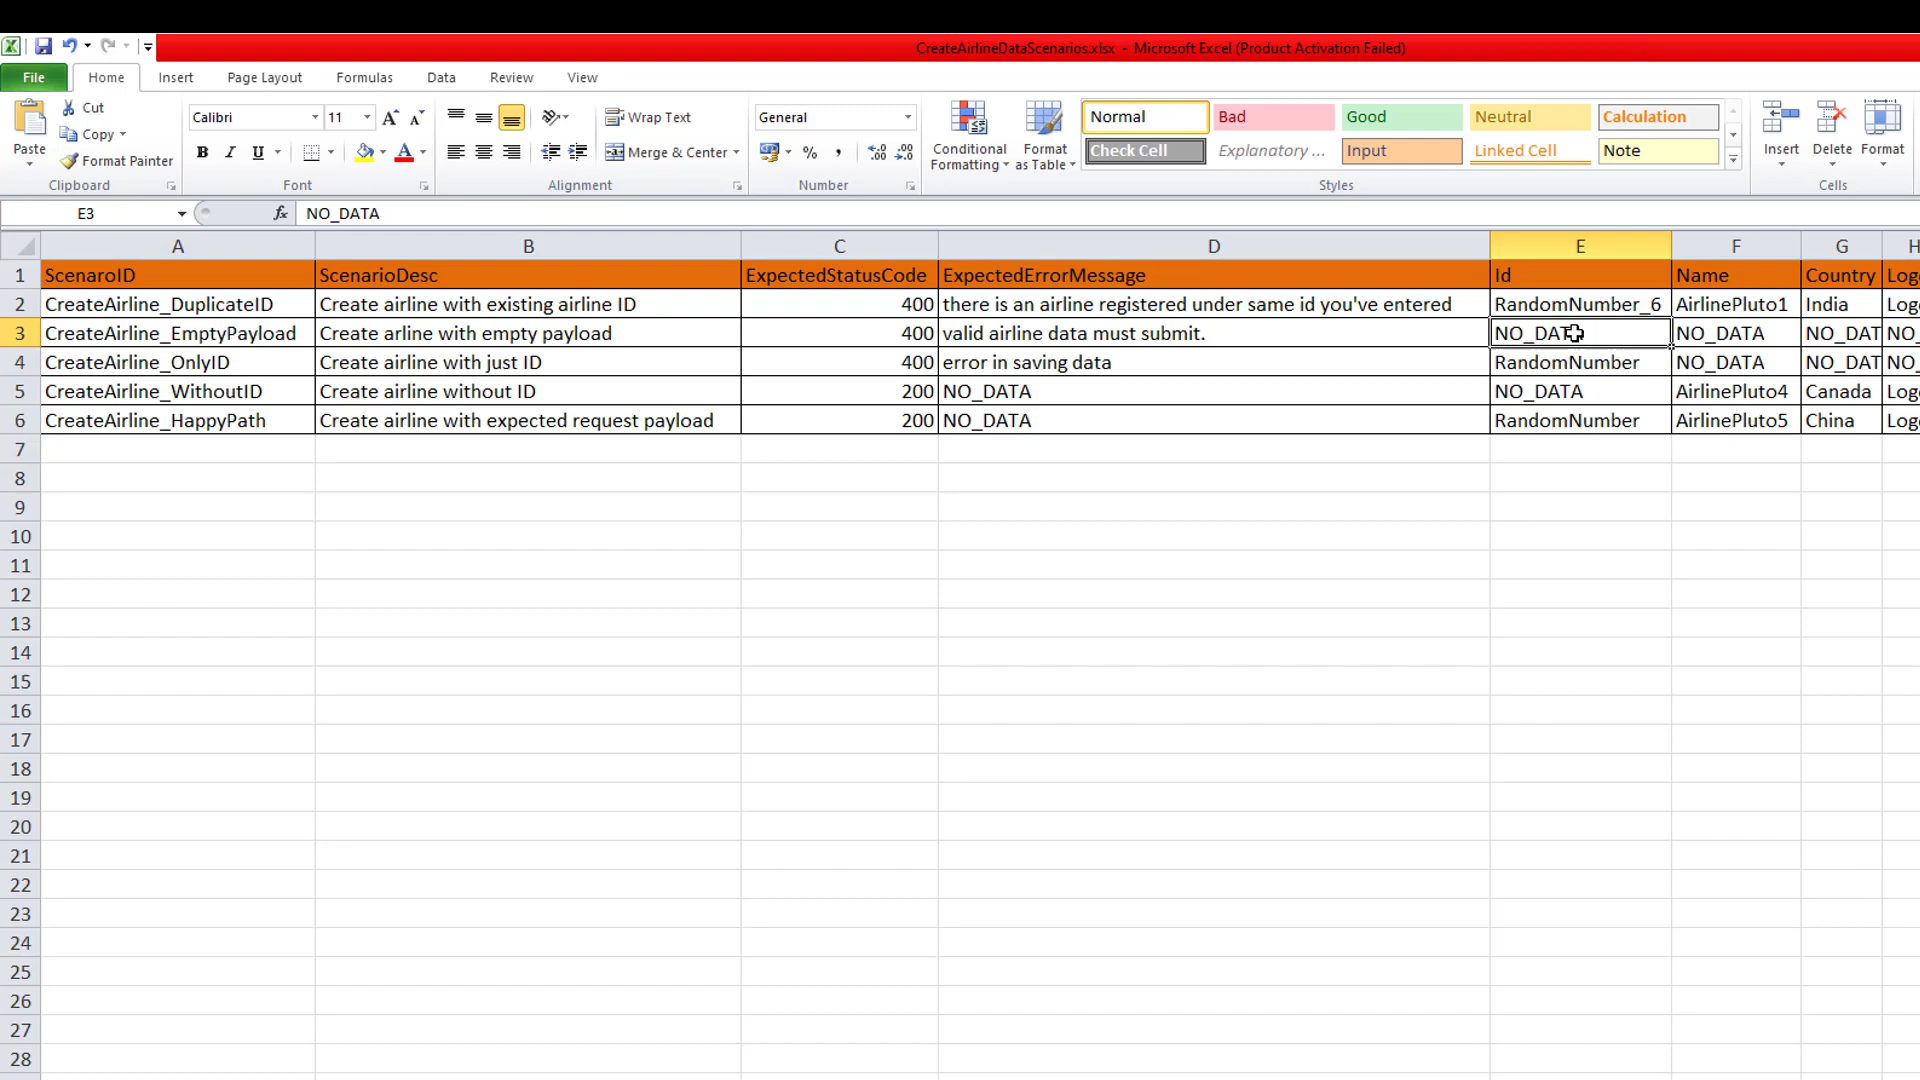 CreateAirlineDataScenarios.xlsx - Microsoft Excel (Product Activation Failed)
File Home Insert Page Layout Formulas Data Review View
Paste Cut Copy Format Painter
Clipboard
Calibri 11
B I U A
Font
Wrap Text
Merge & Center
Alignment
General
%
Number
Conditional Formatting
Format as Table
Normal Bad Good Neutral Calculation
Check Cell Explanatory ... Input Linked Cell Note
Styles
Insert Delete Format
Cells
E3 fx NO_DATA
A B C D E F G H
1 ScenaroID ScenarioDesc ExpectedStatusCode ExpectedErrorMessage Id Name Country
2 CreateAirline_DuplicateID Create airline with existing airline ID 400 there is an airline registered under same id you've entered RandomNumber_6 AirlinePluto1 India
3 CreateAirline_EmptyPayload Create arline with empty payload 400 valid airline data must submit. NO_DATA NO_DATA NO_DAT NO_
4 CreateAirline_OnlyID Create airline with just ID 400 error in saving data RandomNumber NO_DATA NO_DAT NO_
5 CreateAirline_WithoutID Create airline without ID 200 NO_DATA NO_DATA AirlinePluto4 Canada
6 CreateAirline_HappyPath Create airline with expected request payload 200 NO_DATA RandomNumber AirlinePluto5 China
7
8
9
10
11
12
13
14
15
16
17
18
19
20
21
22
23
24
25
26
27
28